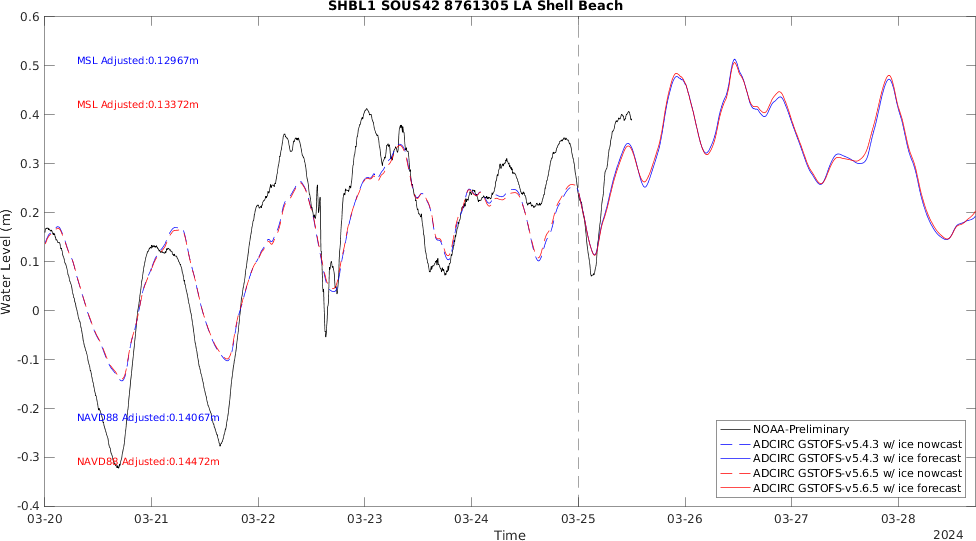 SHBL1 SOUS42 8761305 LA Shell Beach
Water Level (m)
0.6
0.5
0.4
0.3
0.2
0.1
0
-0.1
-0.2
-0.3
-0.4
MSL Adjusted:0.12967m
MSL Adjusted:0.13372m
NAVD88 Adjusted:0.14067m
NAVD88 Adjusted:0.14472m
NOAA-Preliminary
ADCIRC GSTOFS-v5.4.3 w/ ice nowcast
ADCIRC GSTOFS-v5.4.3 w/ ice forecast
ADCIRC GSTOFS-v5.6.5 w/ ice nowcast
ADCIRC GSTOFS-v5.6.5 w/ ice forecast
03-20 03-21 03-22 03-23 03-24 03-25 03-26 03-27 03-28
Time
2024